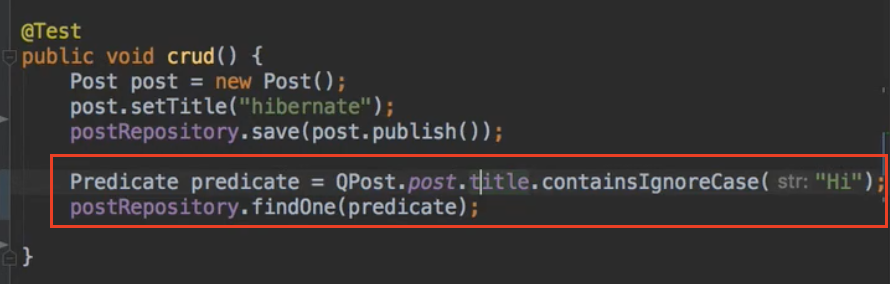 @Test
public void crud() {
Post post = new Post();
post.setTitle("hibernate");
postRepository.save(post.publish());
Predicate predicate = QPost.post.title.containsIgnoreCase( str: "Hi");
postRepository.findOne(predicate);
}